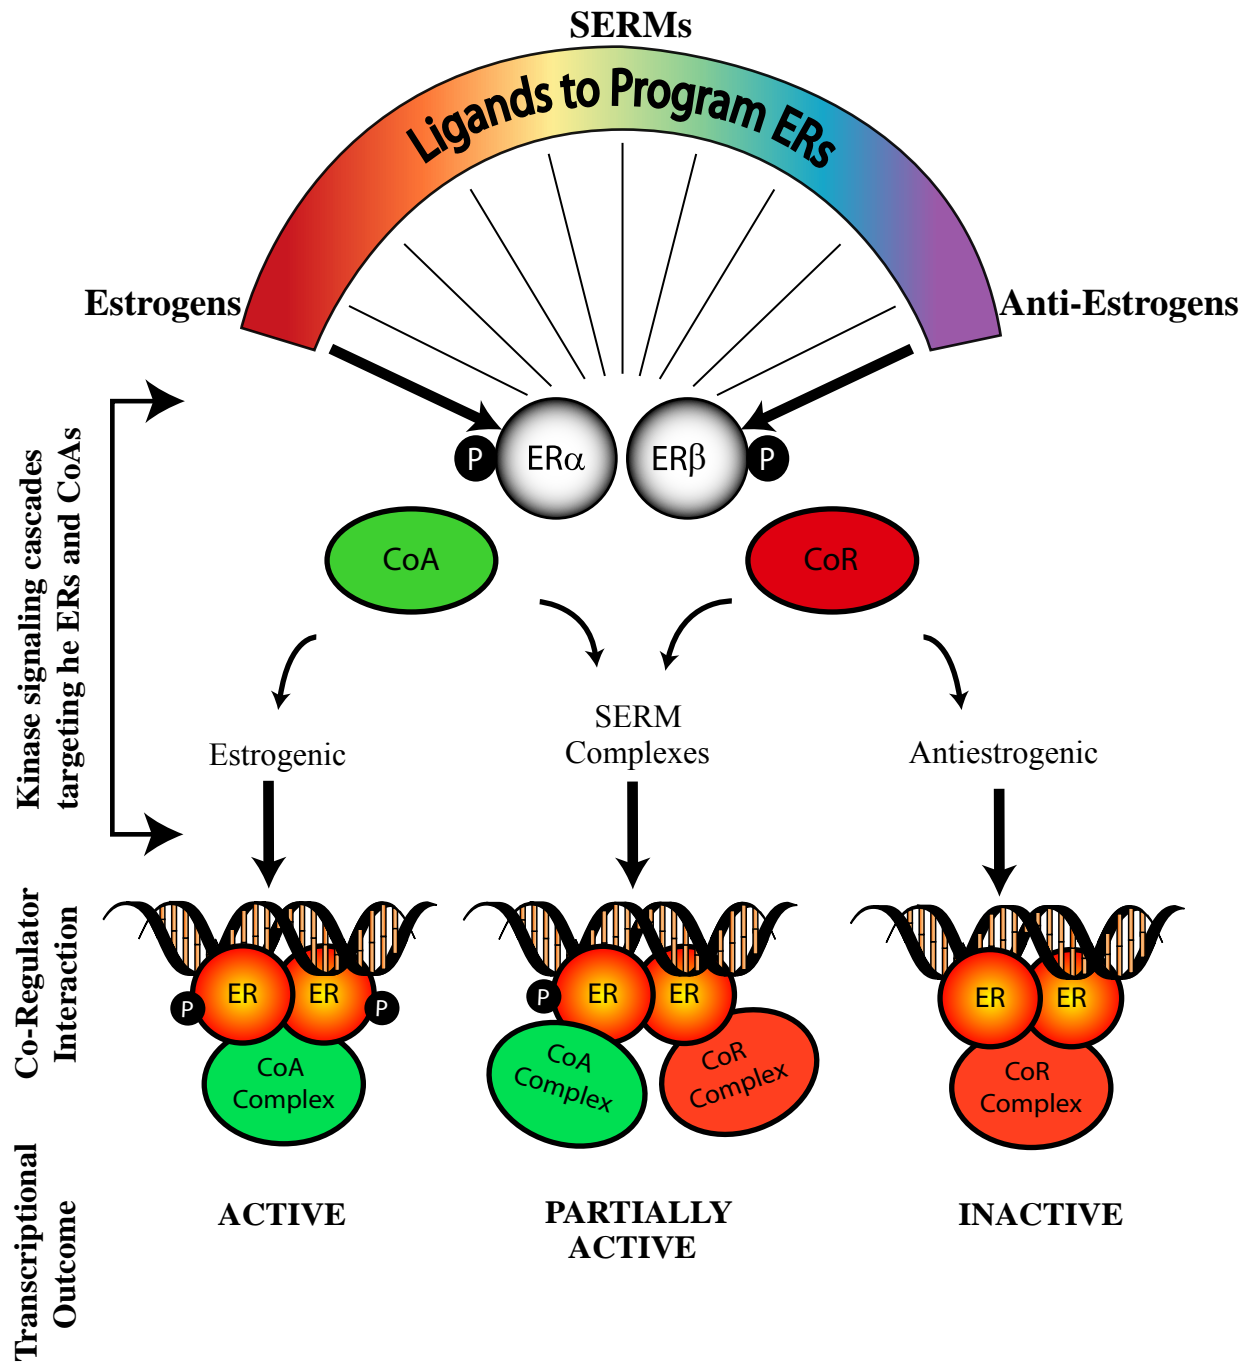 SERMs
Ligands to Program ERs
Estrogens
Anti-Estrogens
Kinase signaling cascades
targeting he ERs and CoAs
P
ERα
ERβ
P
CoA
CoR
Estrogenic
SERM
Complexes
Antiestrogenic
Co-Regulator
Interaction
P
ER
ER
P
CoA
Complex
P
ER
ER
CoA
Complex
CoR
Complex
ER
ER
CoR
Complex
Transcriptional
Outcome
ACTIVE
PARTIALLY
ACTIVE
INACTIVE